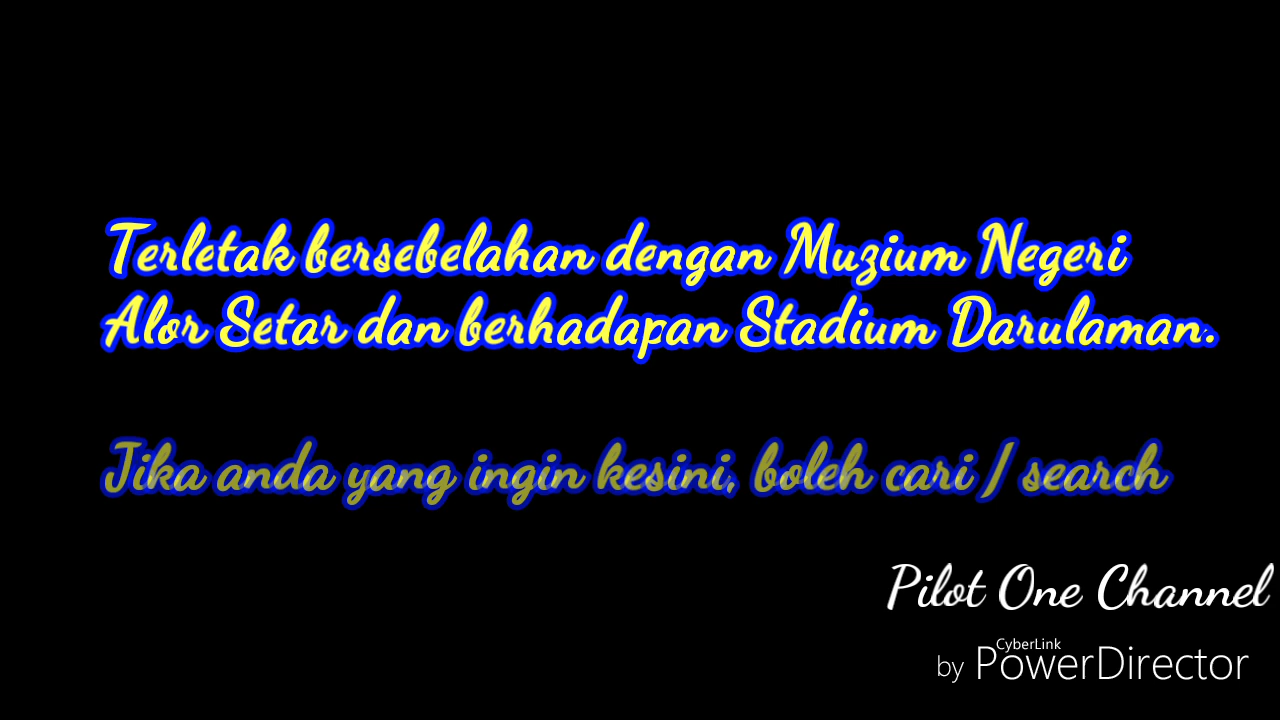 Terletak bersebelahan dengan Muzium Negeri
Alor Setar dan berhadapan Stadium Darulaman.
Jika anda yang ingin kesini, boleh cari / search
Pilot One Channel
CyberLink
by PowerDirector